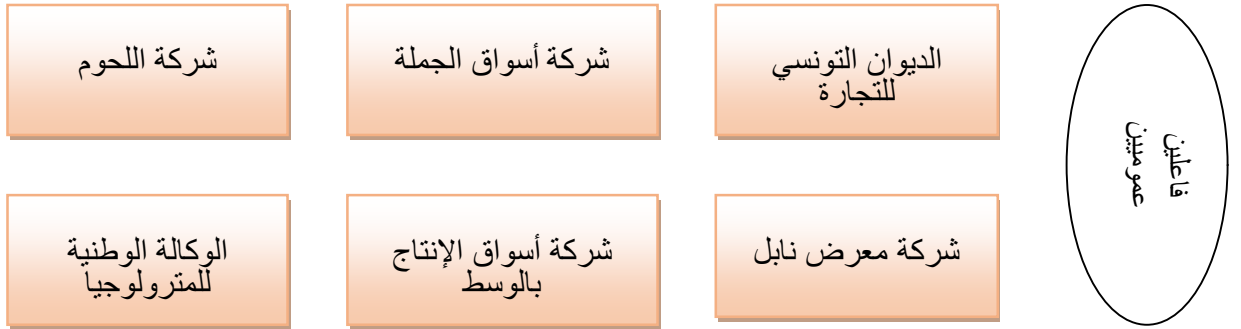 فاعلين
عموميين
الديوان التونسي
للتجارة
شركة أسواق الجملة
شركة اللحوم
شركة معرض نابل
شركة أسواق الإنتاج
بالوسط
الوكالة الوطنية
للمترولوجيا